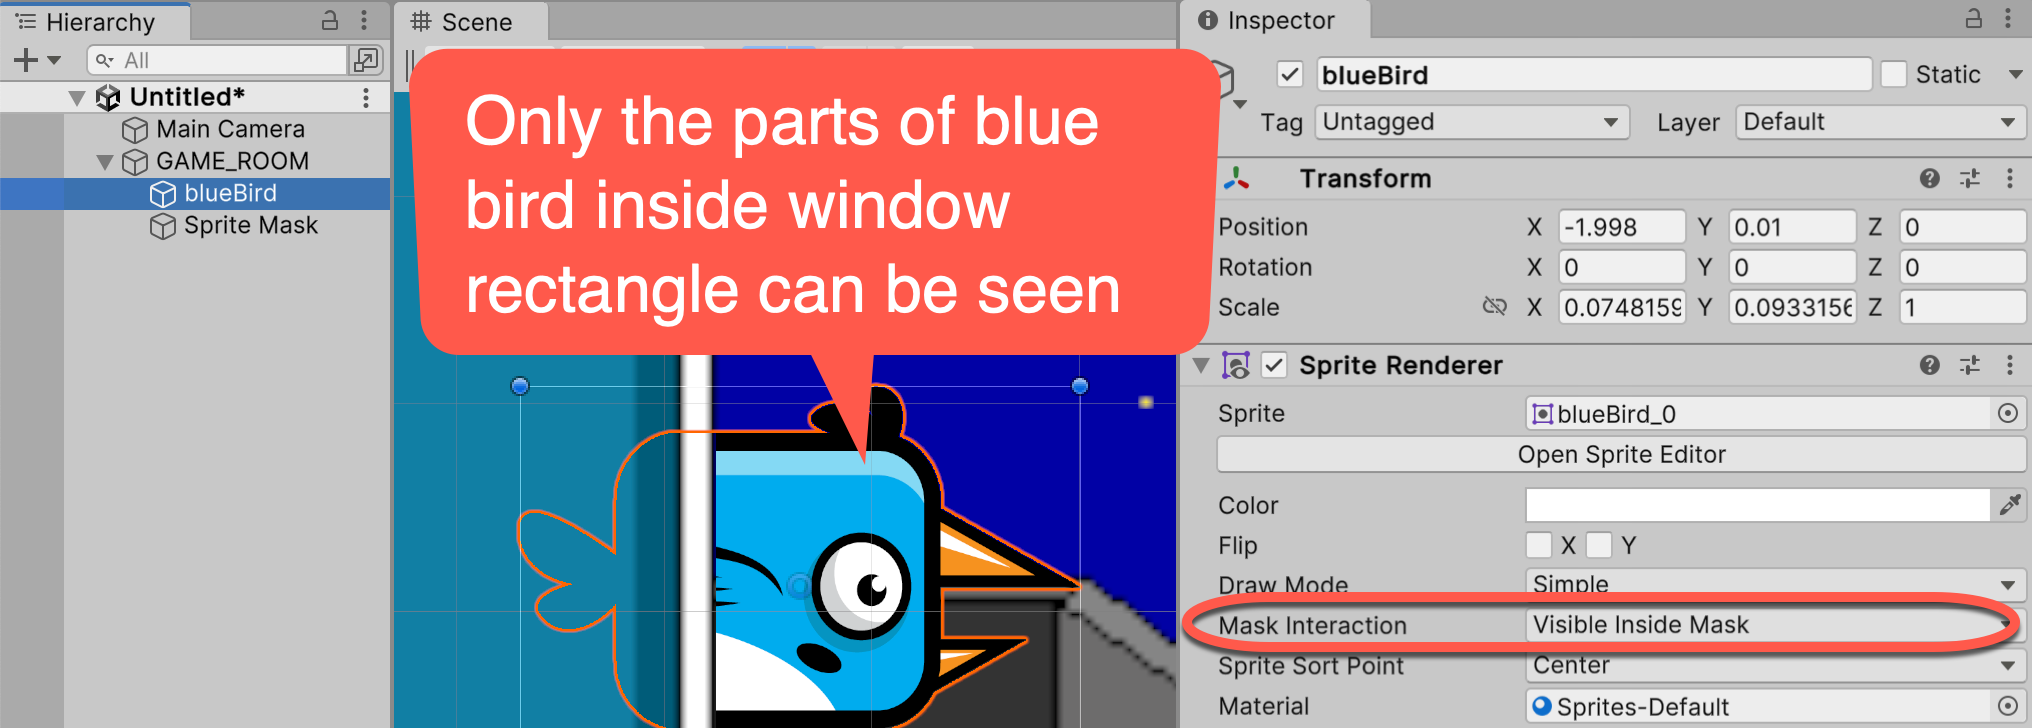 Hierarchy
All
Untitled*
Main Camera
GAME_ROOM
blueBird
Sprite Mask
Scene
Only the parts of blue
bird inside window
rectangle can be seen
Inspector
blueBird Static
Tag Untagged Layer Default
Transform
Position X -1.998 Y 0.01 Z 0
Rotation X 0 Y 0 Z 0
Scale X 0.0748159 Y 0.0933156 Z 1
Sprite Renderer
Sprite blueBird_0
Open Sprite Editor
Color
Flip X Y
Draw Mode Simple
Mask Interaction Visible Inside Mask
Sprite Sort Point Center
Material Sprites-Default